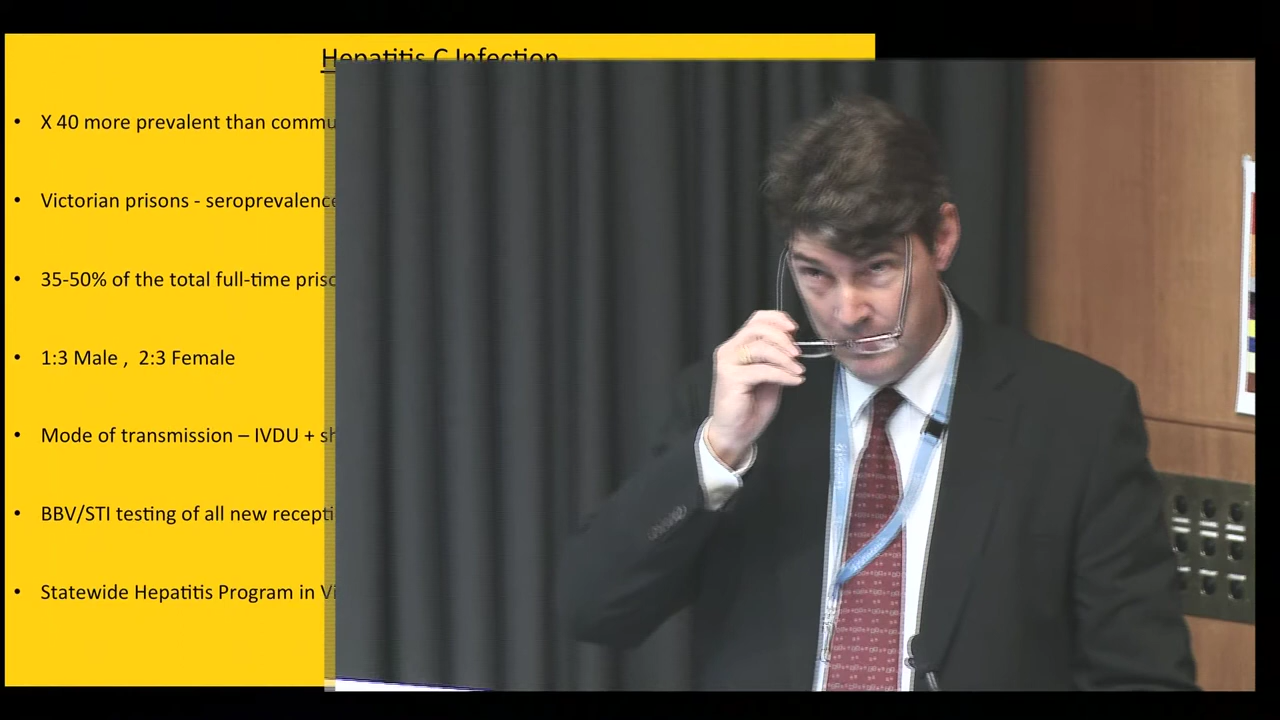 Hepatitis C Infection
• X 40 more prevalent than commu
• Victorian prisons - seroprevalence
• 35-50% of the total full-time priso
• 1:3 Male , 2:3 Female
• Mode of transmission – IVDU + sh
• BBV/STI testing of all new recepti
• Statewide Hepatitis Program in Vi